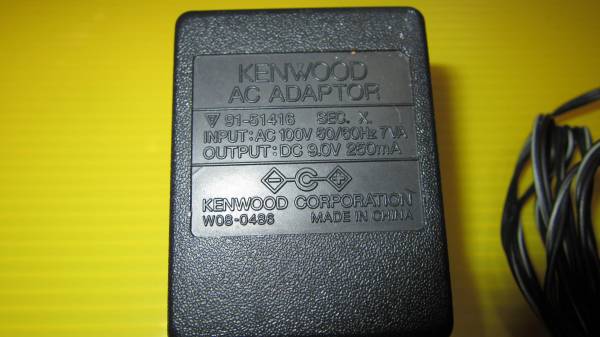 KENWOOD
AC ADAPTOR
▽ 91-51416 SEC. X.
INPUT: AC 100V 50/60Hz 7VA
OUTPUT: DC 9.0V 250mA
KENWOOD CORPORATION
W08-0486 MADE IN CHINA